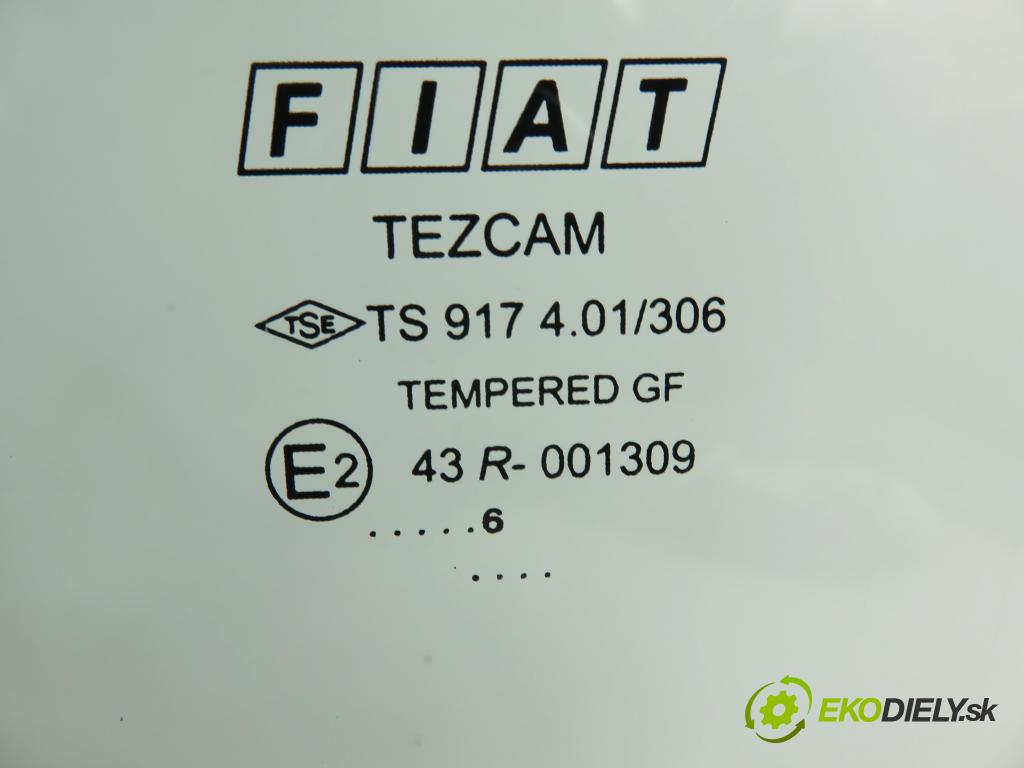 FIAT
TEZCAM
TSE TS 917 4.01/306
TEMPERED GF
E2 43 R- 001309
.....6
....
EKODIELY.sk